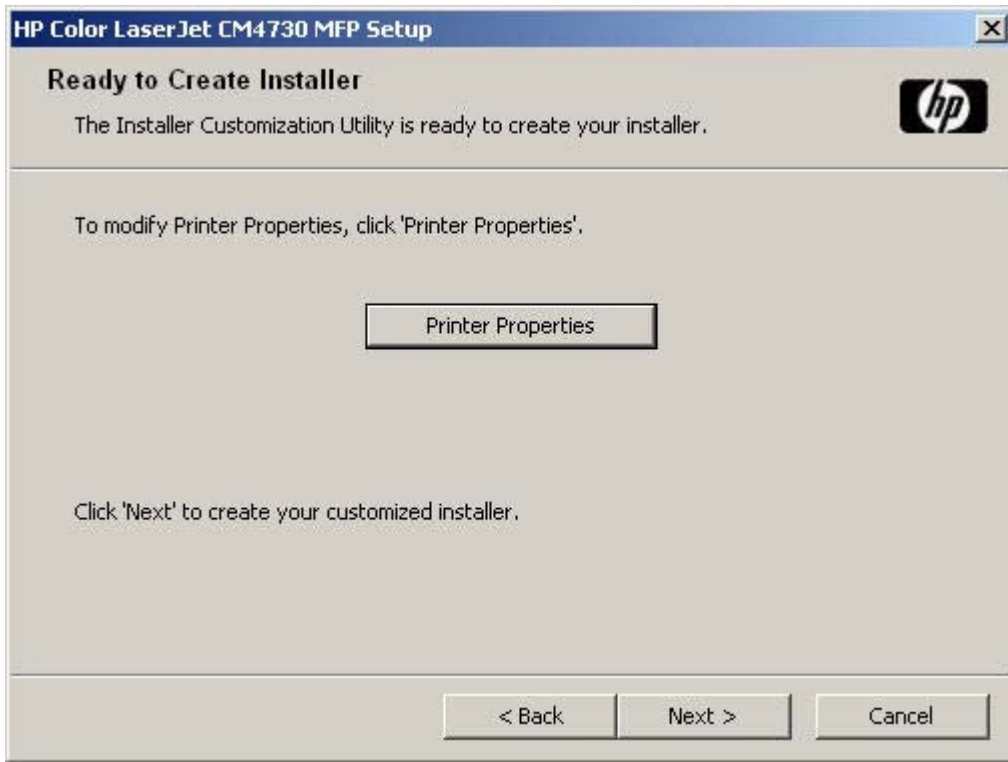 HP Color LaserJet CM4730 MFP Setup
Ready to Create Installer
The Installer Customization Utility is ready to create your installer.
hp
To modify Printer Properties, click 'Printer Properties'.
Printer Properties
Click 'Next' to create your customized installer.
< Back
Next >
Cancel